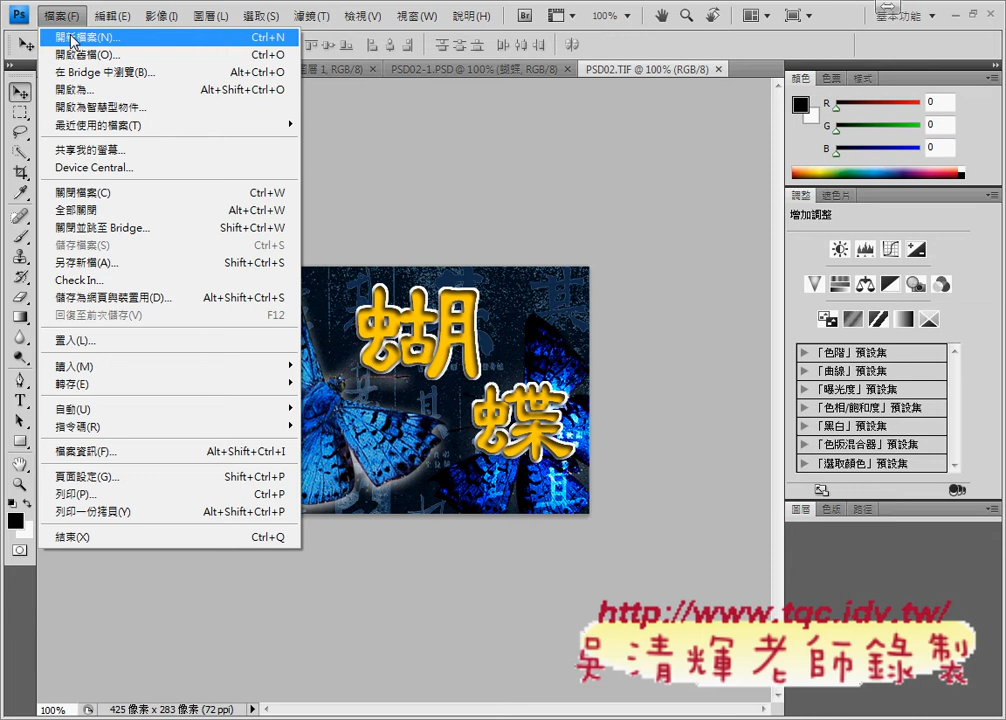 Ps 檔案(F) 編輯(E) 影像(I) 圖層(L) 選取(S) 濾鏡(T) 檢視(V) 視窗(W) 說明(H) Br 100% 基本功能
開新檔案(N)... Ctrl+N
開啟舊檔(O)... Ctrl+O
在 Bridge 中瀏覽(B)... Alt+Ctrl+O
開啟為... Alt+Shift+Ctrl+O
開啟為智慧型物件...
最近使用的檔案(T)
共享我的螢幕...
Device Central...
關閉檔案(C) Ctrl+W
全部關閉 Alt+Ctrl+W
關閉並跳至 Bridge... Shift+Ctrl+W
儲存檔案(S) Ctrl+S
另存新檔(A)... Shift+Ctrl+S
Check In...
儲存為網頁與裝置用(D)... Alt+Shift+Ctrl+S
回復至前次儲存(V) F12
置入(L)...
讀入(M)
轉存(E)
自動(U)
指令碼(R)
檔案資訊(F)... Alt+Shift+Ctrl+I
頁面設定(G)... Shift+Ctrl+P
列印(P)... Ctrl+P
列印一份拷貝(Y) Alt+Shift+Ctrl+P
結束(X) Ctrl+Q
圖層 1, RGB/8) PSD02-1.PSD @ 100% (蝴蝶, RGB/8) PSD02.TIF @ 100% (RGB/8)
蝴
蝶
顏色 色票 樣式
R 0
G 0
B 0
調整 遮色片
增加調整
「色階」預設集
「曲線」預設集
「曝光度」預設集
「色相/飽和度」預設集
「黑白」預設集
「色版混合器」預設集
「選取顏色」預設集
圖層 色版 路徑
http://www.tqc.idv.tw/
吳清輝老師錄製
100% 425 像素 x 283 像素 (72 ppi)